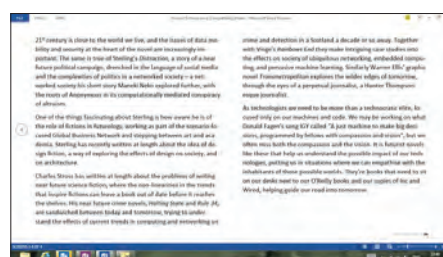 21st century is close to the world we live, and the issues of data mo-
bility and security at the heart of the novel are increasingly im-
portant. The same is true of Sterling's Distraction, a story of a near
future political campaign, drenched in the language of social media
and the complexities of politics in a networked society – a net-
worked society his short story Maneki Neko explored further, with
the roots of Anonymous in its computationally mediated conspiracy
of altruism.
One of the things fascinating about Sterling is how aware he is of
the role of fictions in futurology, working as part of the scenario fo-
cused Global Business Network and stepping between art and aca-
demia. Sterling has recently written at length about the idea of de-
sign fiction, a way of exploring the effects of design on society, and
on architecture.
Charles Stross has written at length about the problems of writing
near future science fiction, where the non-linearities in the trends
that inspire fictions can leave a book out of date before it reaches
the shelves. His near future crime novels, Halting State and Rule 34,
are sandwiched between today and tomorrow, trying to under-
stand the effects of current trends in computing and networking on
crime and detection in a Scotland a decade or so away. Together
with Vinge's Rainbows End they make intriguing case studies into
the effects on society of ubiquitous networking, embedded comput-
ing, and pervasive machine learning. Similarly Warren Ellis' graphic
novel Transmetropolitan explores the wilder edges of tomorrow,
through the eyes of a perpetual journalist, a Hunter Thompson-
esque journalist.
As technologists we need to be more than a technocratic elite, fo-
cused only on our machines and code. We may be working on what
Donald Fagen's song IGY called "A just machine to make big deci-
sions, programmed by fellows with compassion and vision", but we
often miss both the compassion and the vision. It is futurist novels
like these that help us understand the possible impact of our tech-
nologies, putting us in situations where we can empathise with the
inhabitants of those possible worlds. They're books that need to sit
on our desks next to our O'Reilly books and our copies of Inc and
Wired, helping guide our road into tomorrow.